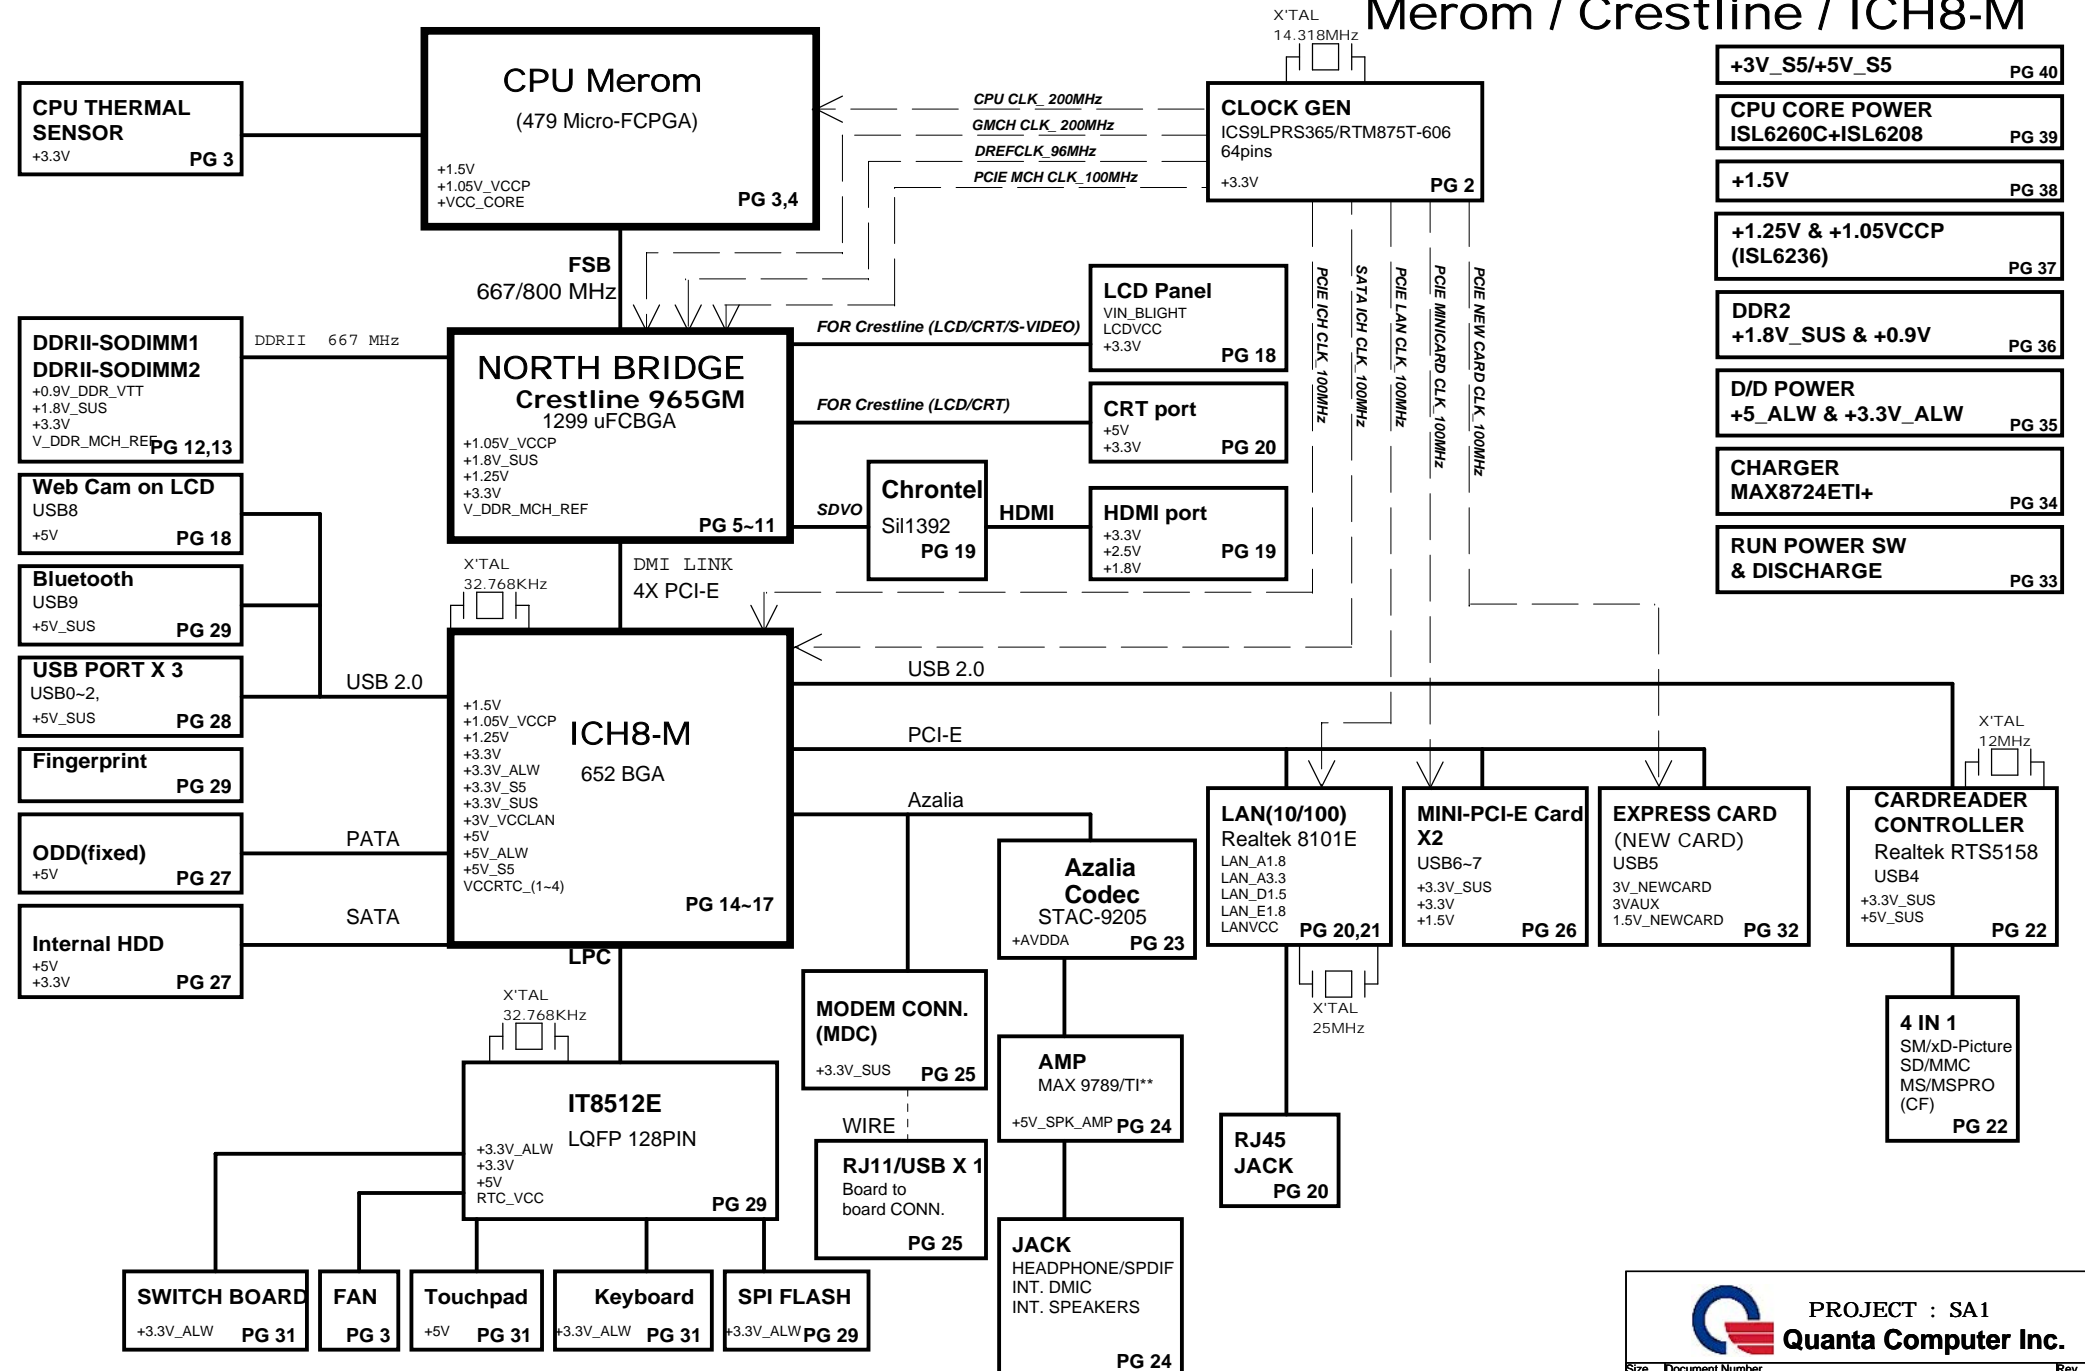 Merom / Crestline / ICH8-M
X'TAL
14.318MHz
CPU THERMAL
SENSOR
+3.3V
PG 3
CPU Merom
(479 Micro-FCPGA)
+1.5V
+1.05V_VCCP
+VCC_CORE
PG 3,4
CPU CLK_ 200MHz
GMCH CLK_ 200MHz
DREFCLK_96MHz
PCIE MCH CLK_100MHz
CLOCK GEN
ICS9LPRS365/RTM875T-606
64pins
+3.3V
PG 2
+3V_S5/+5V_S5
PG 40
CPU CORE POWER
ISL6260C+ISL6208
PG 39
+1.5V
PG 38
+1.25V & +1.05VCCP
(ISL6236)
PG 37
DDR2
+1.8V_SUS & +0.9V
PG 36
D/D POWER
+5_ALW & +3.3V_ALW
PG 35
CHARGER
MAX8724ETI+
PG 34
RUN POWER SW
& DISCHARGE
PG 33
FSB
667/800 MHz
PCIE ICH CLK_100MHz
SATA ICH CLK_100MHz
PCIE LAN CLK_100MHz
PCIE MINICARD CLK_100MHz
PCIE NEW CARD CLK_100MHz
DDRII-SODIMM1
DDRII-SODIMM2
+0.9V_DDR_VTT
+1.8V_SUS
+3.3V
V_DDR_MCH_REF
PG 12,13
DDRII 667 MHz
NORTH BRIDGE
Crestline 965GM
1299 uFCBGA
+1.05V_VCCP
+1.8V_SUS
+1.25V
+3.3V
V_DDR_MCH_REF
PG 5~11
FOR Crestline (LCD/CRT/S-VIDEO)
LCD Panel
VIN_BLIGHT
LCDVCC
+3.3V
PG 18
FOR Crestline (LCD/CRT)
CRT port
+5V
+3.3V
PG 20
SDVO
Chrontel
Sil1392
PG 19
HDMI
HDMI port
+3.3V
+2.5V
+1.8V
PG 19
Web Cam on LCD
USB8
+5V
PG 18
Bluetooth
USB9
+5V_SUS
PG 29
USB PORT X 3
USB0~2,
+5V_SUS
PG 28
Fingerprint
PG 29
ODD(fixed)
+5V
PG 27
Internal HDD
+5V
+3.3V
PG 27
X'TAL
32.768KHz
DMI LINK
4X PCI-E
USB 2.0
PATA
SATA
ICH8-M
652 BGA
+1.5V
+1.05V_VCCP
+1.25V
+3.3V
+3.3V_ALW
+3.3V_S5
+3.3V_SUS
+3V_VCCLAN
+5V
+5V_ALW
+5V_S5
VCCRTC_(1~4)
PG 14~17
USB 2.0
PCI-E
Azalia
LPC
X'TAL
12MHz
LAN(10/100)
Realtek 8101E
LAN_A1.8
LAN_A3.3
LAN_D1.5
LAN_E1.8
LANVCC
PG 20,21
X'TAL
25MHz
MINI-PCI-E Card
X2
USB6~7
+3.3V_SUS
+3.3V
+1.5V
PG 26
EXPRESS CARD
(NEW CARD)
USB5
3V_NEWCARD
3VAUX
1.5V_NEWCARD
PG 32
CARDREADER
CONTROLLER
Realtek RTS5158
USB4
+3.3V_SUS
+5V_SUS
PG 22
4 IN 1
SM/xD-Picture
SD/MMC
MS/MSPRO
(CF)
PG 22
Azalia
Codec
STAC-9205
+AVDDA
PG 23
MODEM CONN.
(MDC)
+3.3V_SUS
PG 25
WIRE
RJ11/USB X 1
Board to
board CONN.
PG 25
AMP
MAX 9789/TI**
+5V_SPK_AMP
PG 24
JACK
HEADPHONE/SPDIF
INT. DMIC
INT. SPEAKERS
PG 24
RJ45
JACK
PG 20
X'TAL
32.768KHz
IT8512E
LQFP 128PIN
+3.3V_ALW
+3.3V
+5V
RTC_VCC
PG 29
SWITCH BOARD
+3.3V_ALW
PG 31
FAN
PG 3
Touchpad
+5V
PG 31
Keyboard
+3.3V_ALW
PG 31
SPI FLASH
+3.3V_ALW
PG 29
PROJECT : SA1
Quanta Computer Inc.
Size Document Number Rev